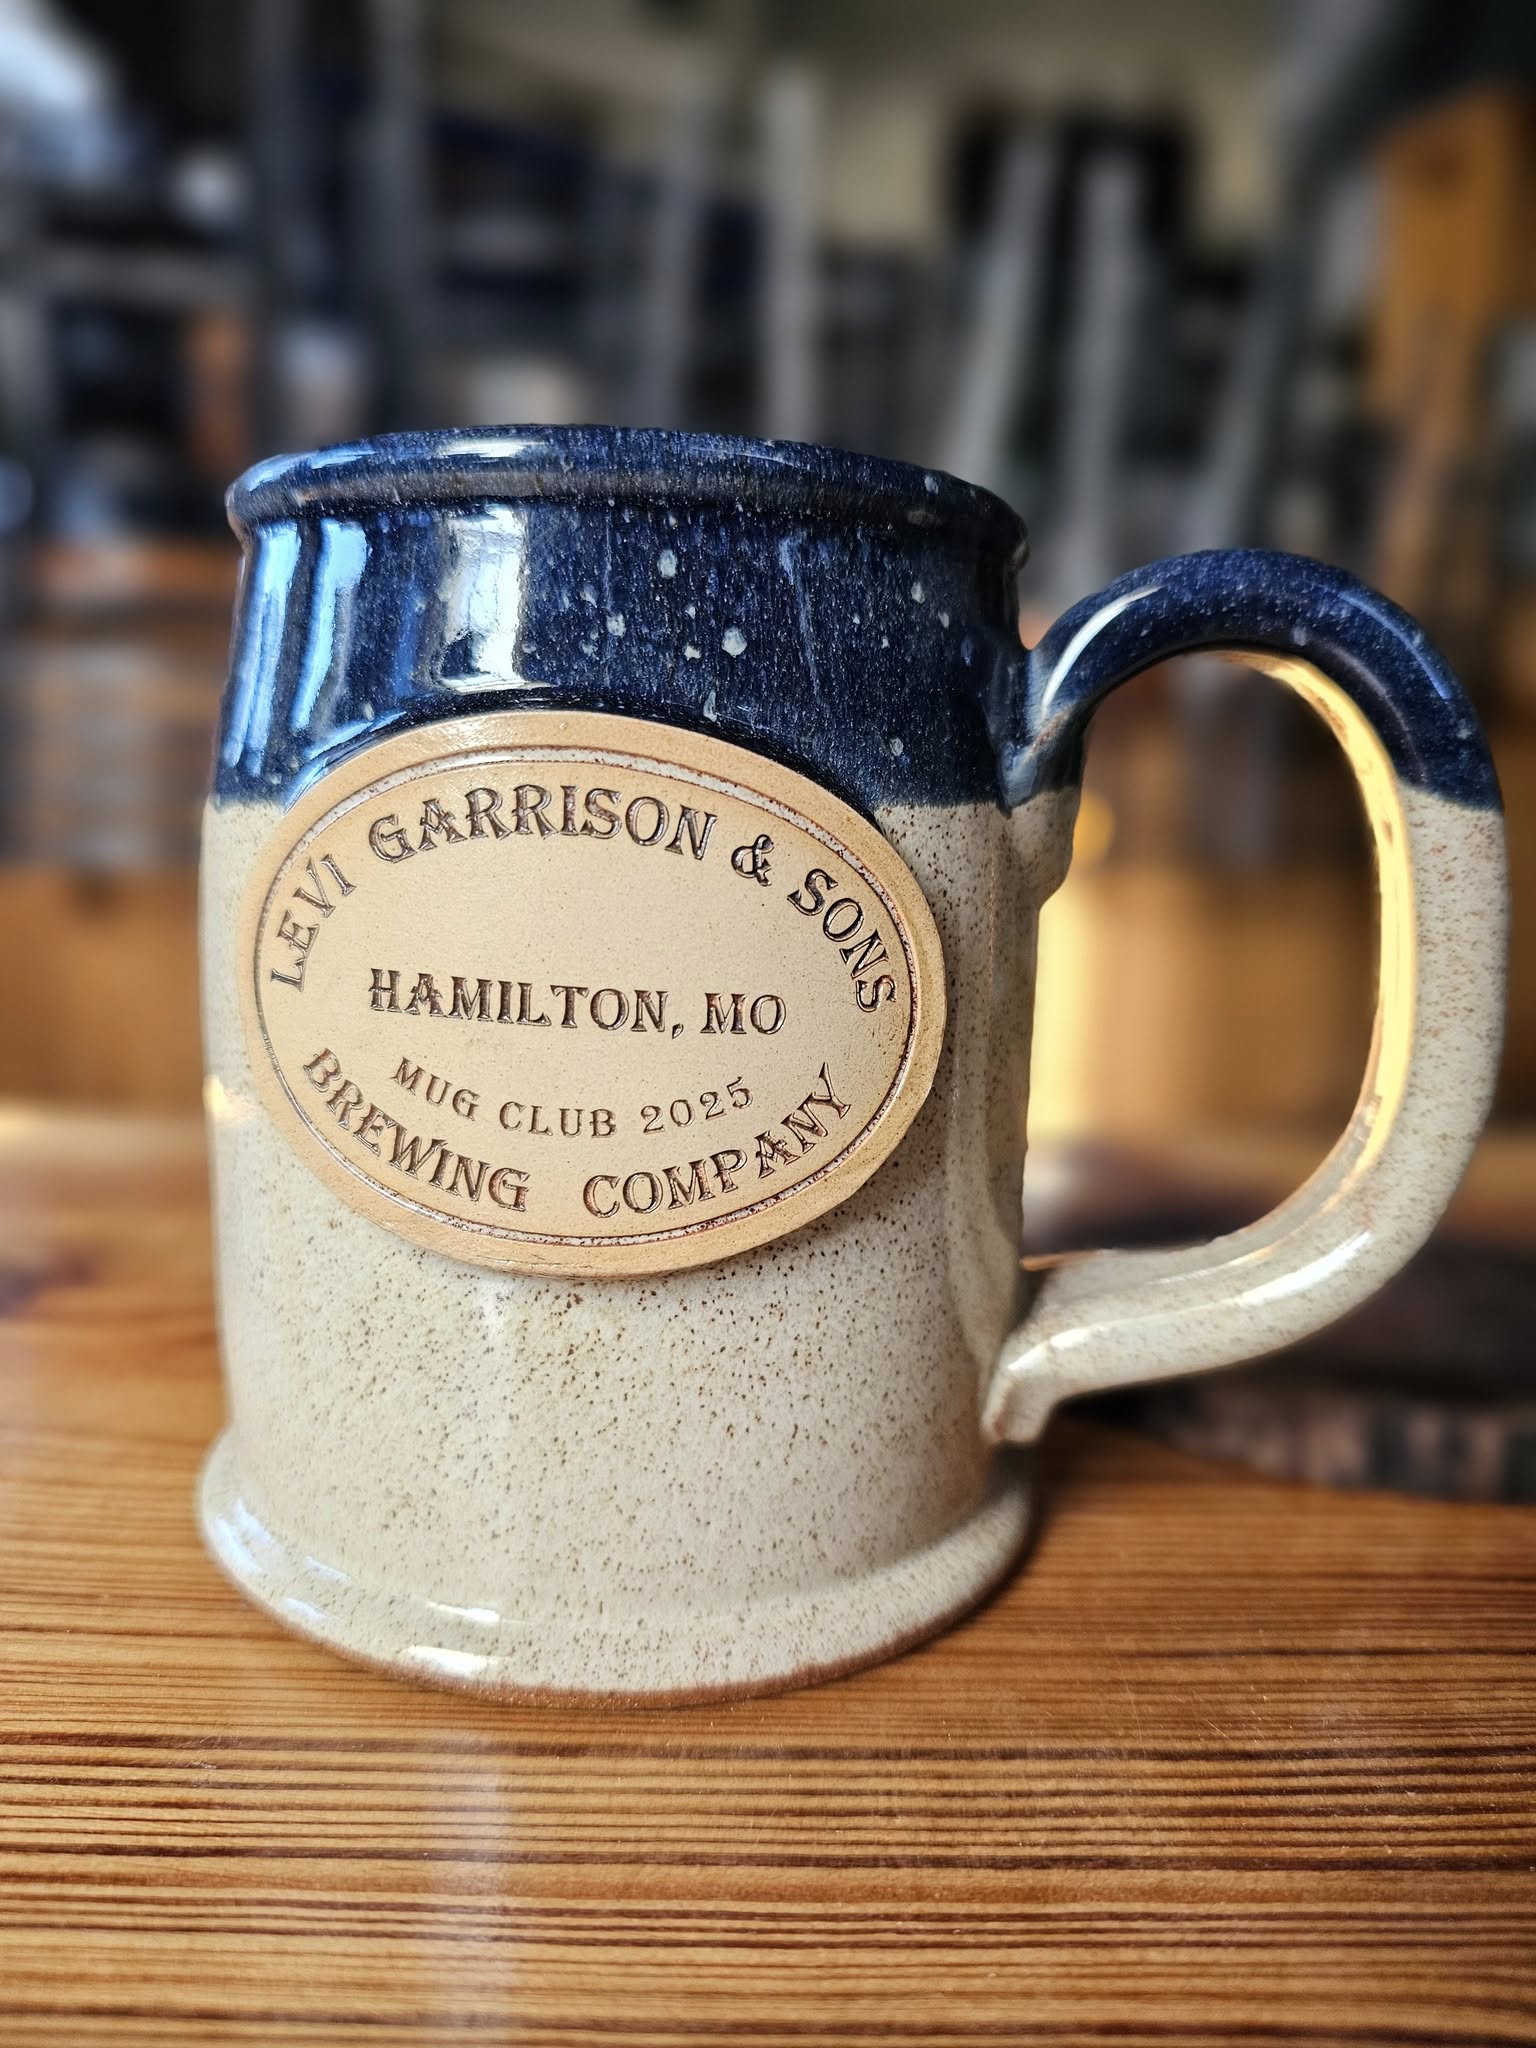 LEVI GARRISON & SONS
HAMILTON, MO
MUG CLUB 2025
BREWING COMPANY